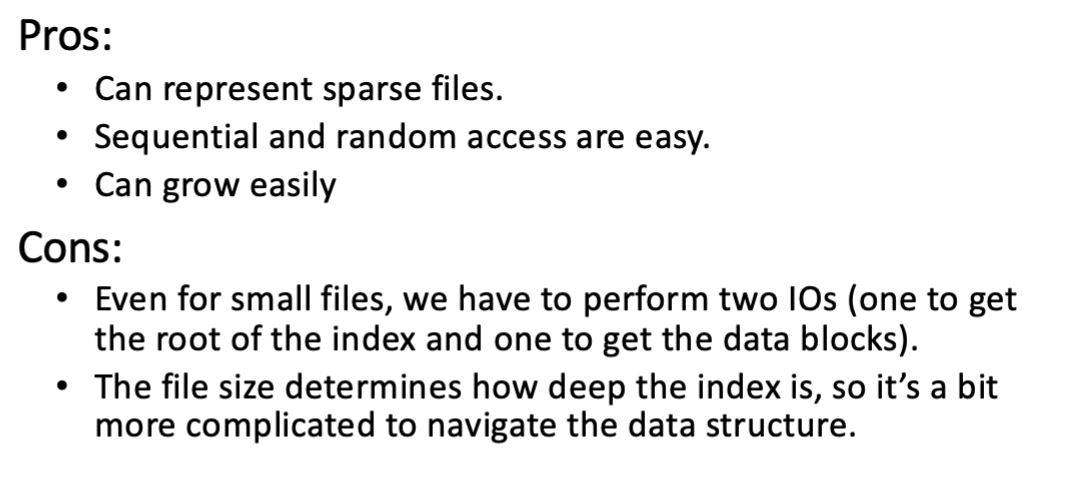 Pros:
• Can represent sparse files.
• Sequential and random access are easy.
• Can grow easily
Cons:
• Even for small files, we have to perform two IOs (one to get
the root of the index and one to get the data blocks).
• The file size determines how deep the index is, so it’s a bit
more complicated to navigate the data structure.